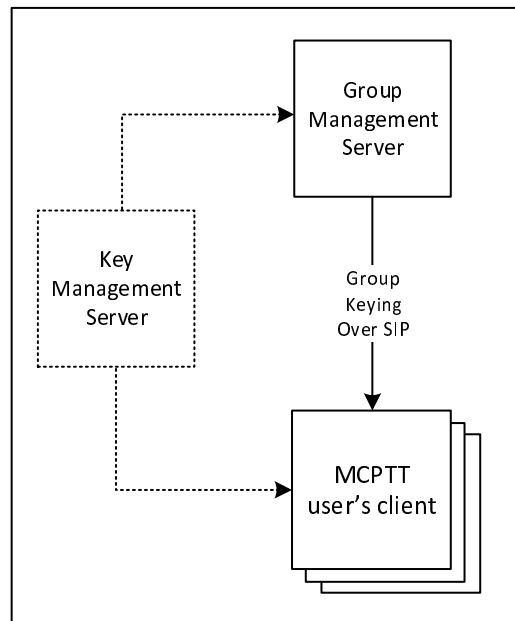 Group
Management
Server
Key
Management
Server
Group
Keying
Over SIP
MCPTT
user's client